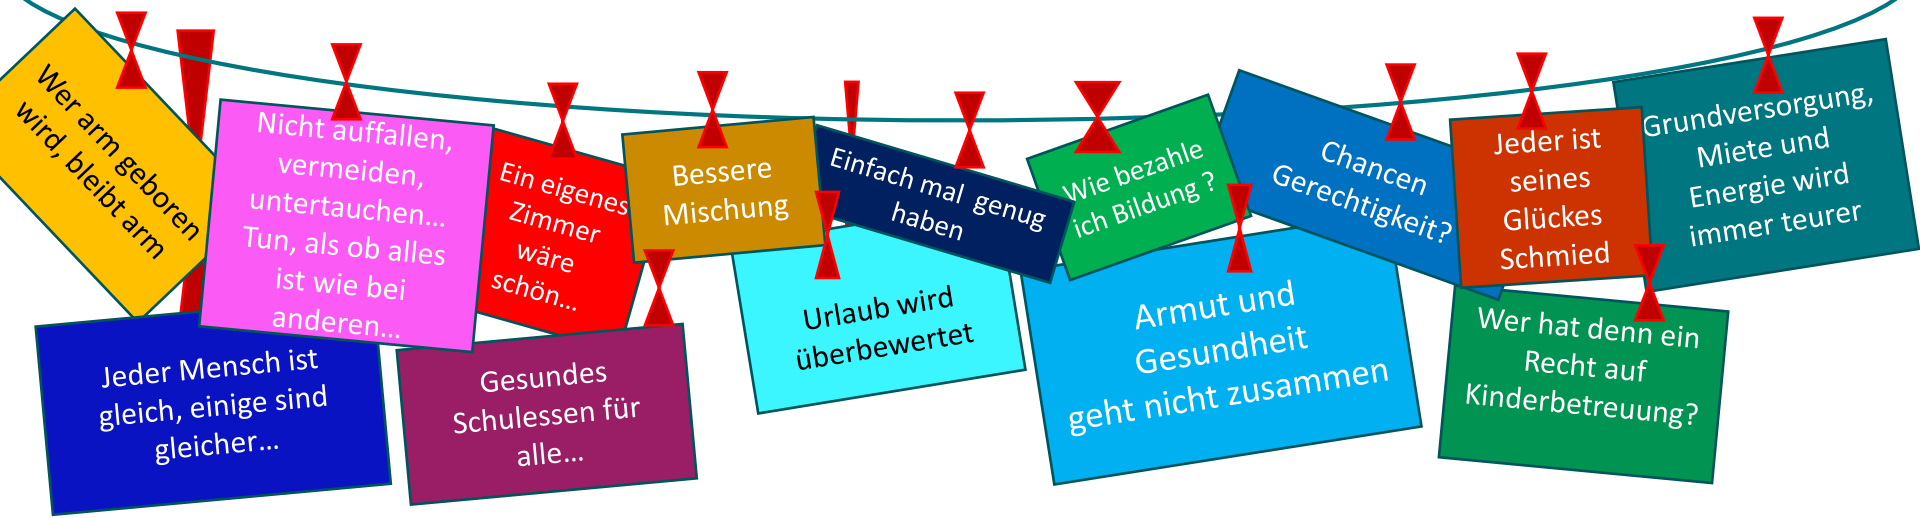 Wer arm geboren
wird, bleibt arm
Nicht auffallen,
vermeiden,
untertauchen...
Tun, als ob alles
ist wie bei
anderen...
Ein eigenes
Zimmer
wäre
schön...
Bessere
Mischung
Einfach mal  genug
haben
Wie bezahle
ich Bildung ?
Chancen
Gerechtigkeit?
Jeder ist
seines
Glückes
Schmied
Grundversorgung,
Miete und
Energie wird
immer teurer
Jeder Mensch ist
gleich, einige sind
gleicher...
Gesundes
Schulessen für
alle...
Urlaub wird
überbewertet
Armut und
Gesundheit
geht nicht zusammen
Wer hat denn ein
Recht auf
Kinderbetreuung?